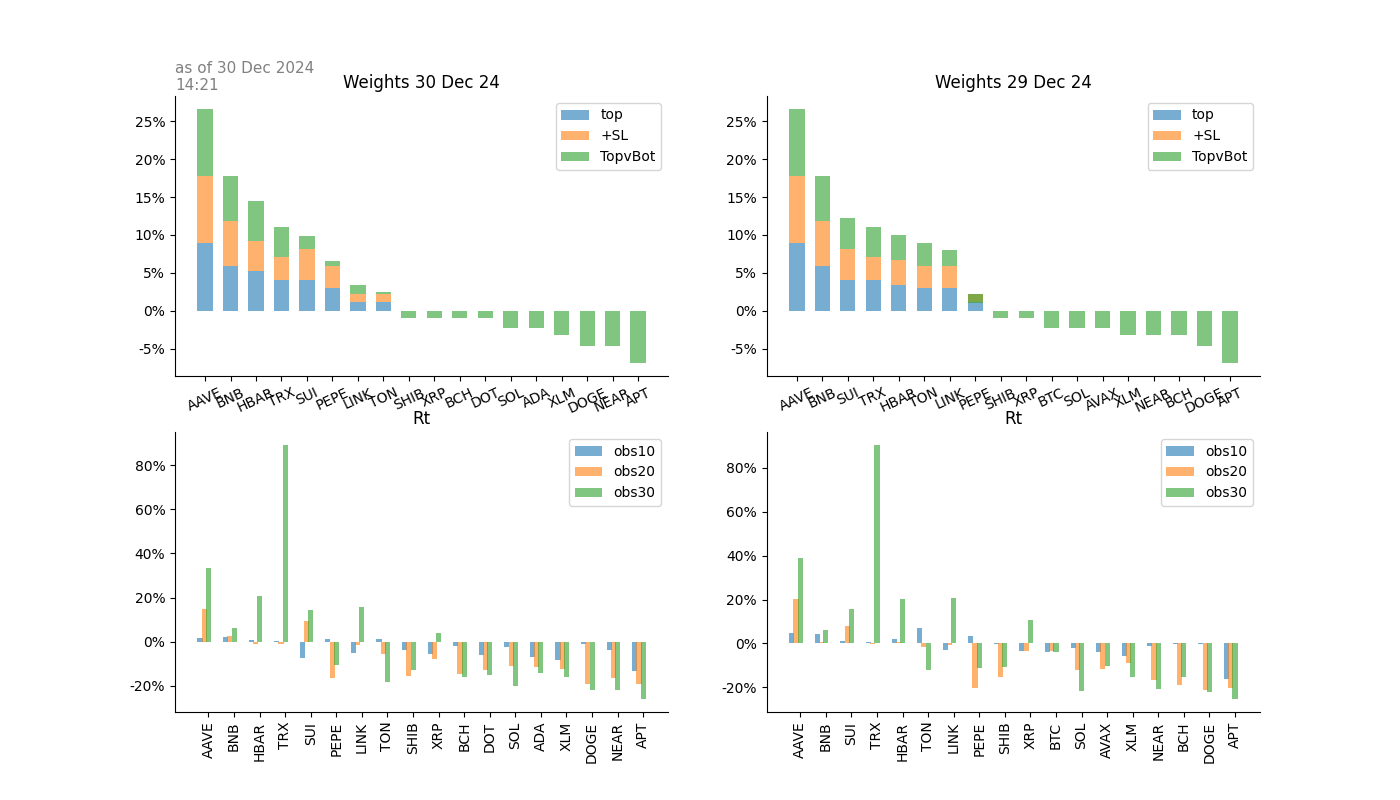 as of 30 Dec 2024
14:21
Weights 30 Dec 24
25%
20%
15%
10%
5%
0%
-5%
top
+SL
TopvBot
AAVE BNB HBAR TRX SUI PEPE LINK TON SHIB XRP BCH DOT SOL ADA XLM DOGE NEAR APT
Weights 29 Dec 24
25%
20%
15%
10%
5%
0%
-5%
top
+SL
TopvBot
AAVE BNB SUI TRX HBAR TON LINK PEPE SHIB XRP BTC SOL AVAX XLM NEAR BCH DOGE APT
Rt
80%
60%
40%
20%
0%
-20%
obs10
obs20
obs30
AAVE BNB HBAR TRX SUI PEPE LINK TON SHIB XRP BCH DOT SOL ADA XLM DOGE NEAR APT
Rt
80%
60%
40%
20%
0%
-20%
obs10
obs20
obs30
AAVE BNB SUI TRX HBAR TON LINK PEPE SHIB XRP BTC SOL AVAX XLM NEAR BCH DOGE APT